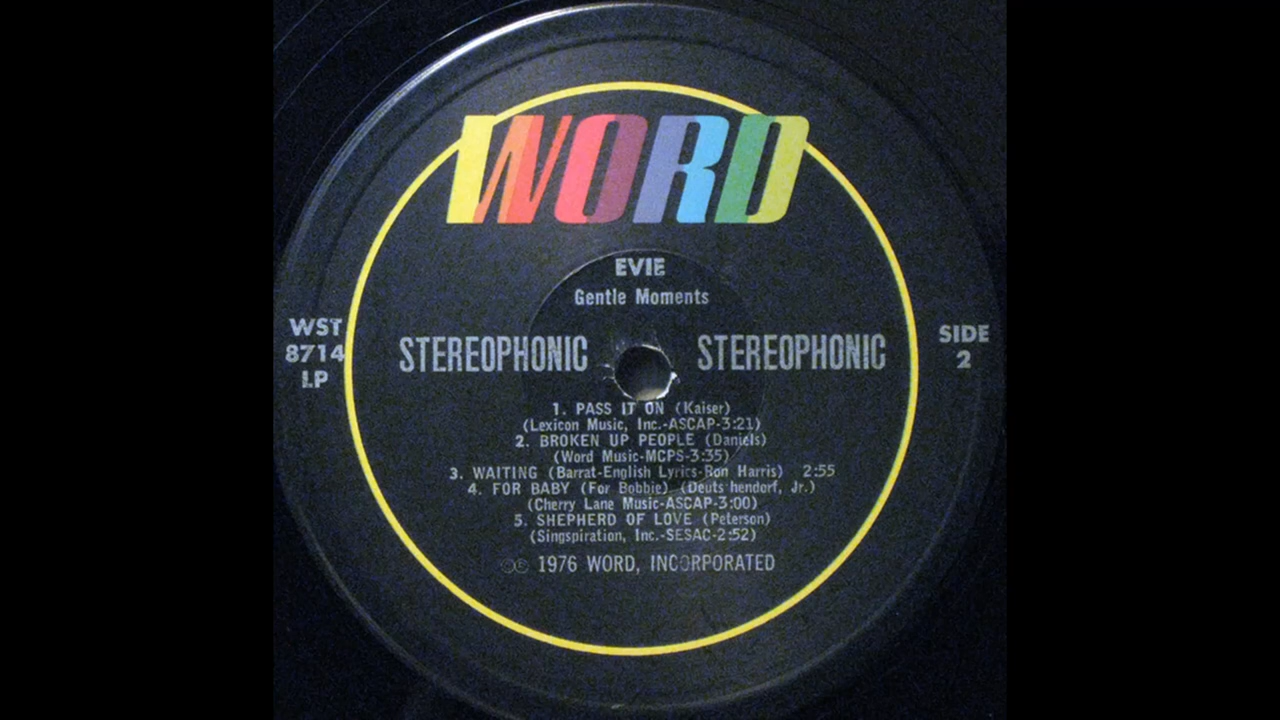 WORD
EVIE
Gentle Moments
WST
8714
LP
STEREOPHONIC STEREOPHONIC
SIDE
2
1. PASS IT ON (Kaiser)
(Lexicon Music, Inc.-ASCAP-3:21)
2. BROKEN UP PEOPLE (Daniels)
(Word Music-MCPS-3:35)
3. WAITING (Barrat-English Lyrics-Ron Harris) 2:55
4. FOR BABY (For Bobbie) (Deuts hendorf, Jr.)
(Cherry Lane Music-ASCAP-3:00)
5. SHEPHERD OF LOVE (Peterson)
(Singspiration, Inc.-SESAC-2:52)
©℗ 1976 WORD, INCORPORATED